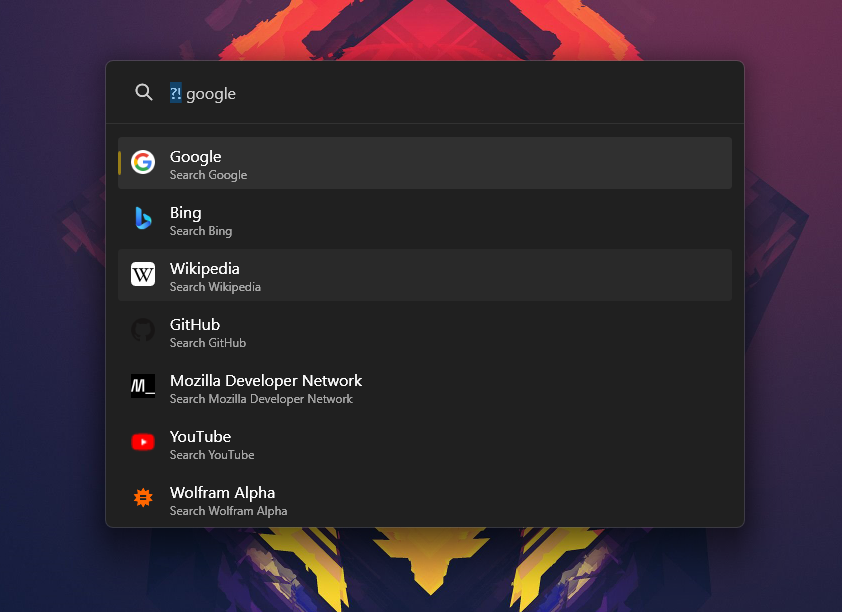 ?! google
Google
Search Google
Bing
Search Bing
W
Wikipedia
Search Wikipedia
GitHub
Search GitHub
M_
Mozilla Developer Network
Search Mozilla Developer Network
YouTube
Search YouTube
Wolfram Alpha
Search Wolfram Alpha